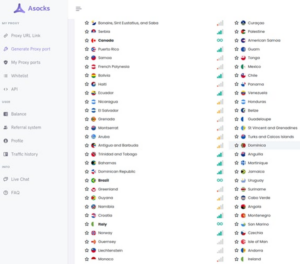 Asocks
Proxy URL Link
Generate Proxy port
My Proxy ports
Wireless
API
Balance
Referral system
Profile
Traffic history
Live Chat
FAQ
Bonaire, Sint Eustatius, and Saba
Serbia
Canada
Puerto Rico
Samoa
French Polynesia
Belarus
Haiti
Ecuador
Nicaragua
El Salvador
Grenada
Montserrat
Aruba
Antigua and Barbuda
Trinidad and Tobago
Bahamas
Dominican Republic
Brazil
Greenland
Guyana
Namibia
Croatia
Italy
Norway
Guernsey
Liechtenstein
Monaco
Curaçao
Palestine
American Samoa
Guam
Tonga
Mexico
Chile
Panama
Venezuela
Honduras
Belize
Guadeloupe
St Vincent and Grenadines
Turks and Caicos Islands
Dominica
Anguilla
Martinique
Jamaica
Uruguay
Suriname
Cabo Verde
Angola
Montenegro
San Marino
Czechia
Isle of Man
Andorra
Ireland